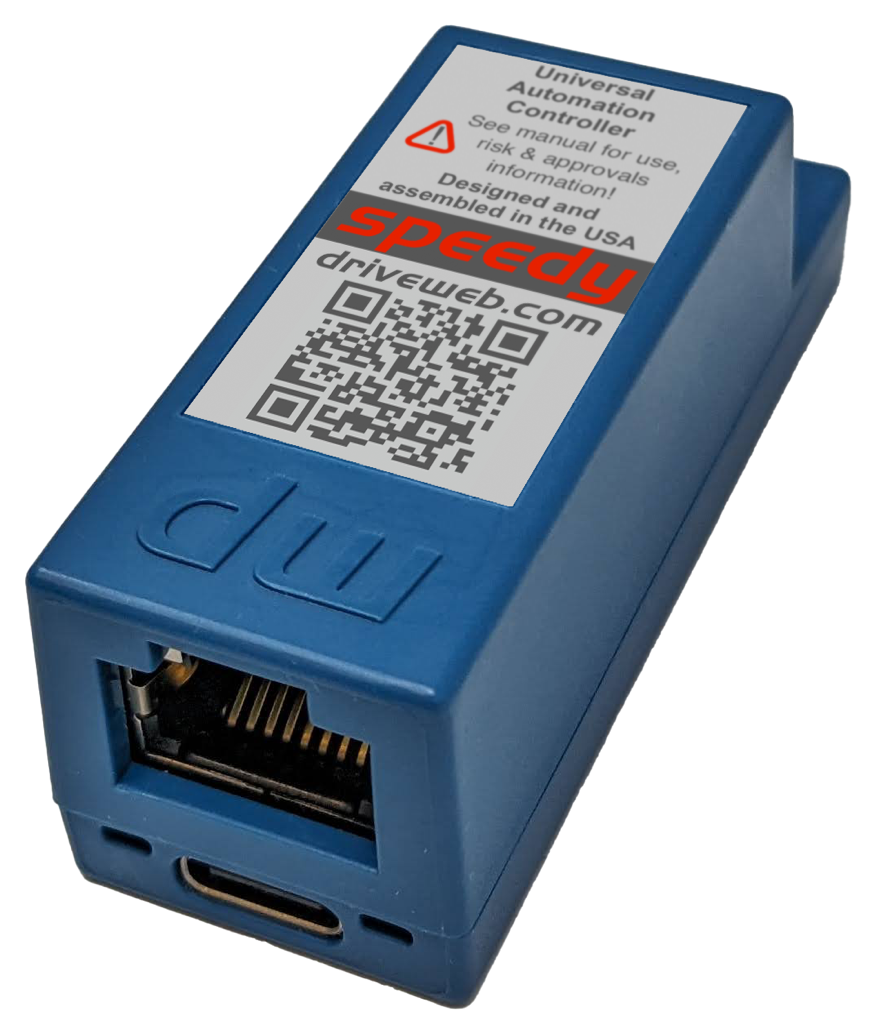 Universal
Automation
Controller
See manual for use,
risk & approvals
information!
Designed and
assembled in the USA
speedy
driveweb.com
dw